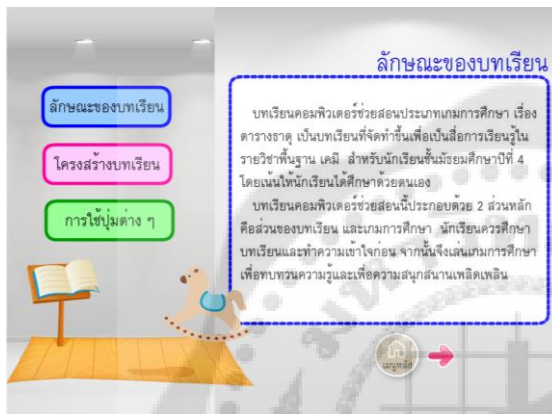 ลักษณะของบทเรียน
ลักษณะของบทเรียน
โครงสร้างบทเรียน
การใช้ปุ่มต่าง ๆ
บทเรียนคอมพิวเตอร์ช่วยสอนประเภทเกมการศึกษา เรื่อง
ตารางธาตุ เป็นบทเรียนที่จัดทำขึ้นเพื่อเป็นสื่อการเรียนรู้ใน
รายวิชาพื้นฐาน เคมี สำหรับนักเรียนชั้นมัธยมศึกษาปีที่ 4
โดยเน้นให้นักเรียนได้ศึกษาด้วยตนเอง
บทเรียนคอมพิวเตอร์ช่วยสอนนี้ประกอบด้วย 2 ส่วนหลัก
คือส่วนของบทเรียน และเกมการศึกษา นักเรียนควรศึกษา
บทเรียนและทำความเข้าใจก่อน จากนั้นจึงเล่นเกมการศึกษา
เพื่อทบทวนความรู้และเพื่อความสนุกสนานเพลิดเพลิน
เมนูหลัก